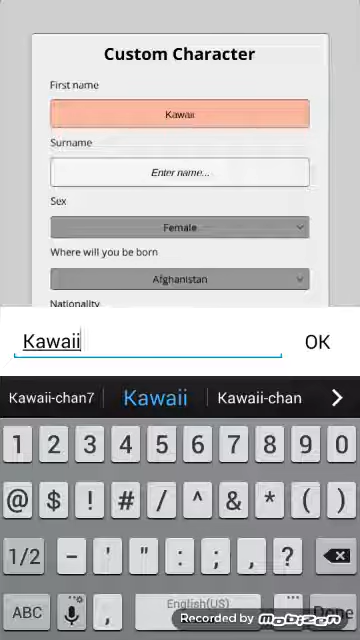 Custom Character
First name
Kawaii
Surname
Enter name...
Sex
Female
Where will you be born
Afghanistan
Nationality
Kawaii
OK
Kawaii-chan7 Kawaii Kawaii-chan
1 2 3 4 5 6 7 8 9 0
@ $ ! # / ^ & * ( )
1/2 - ' " : ; , ?
ABC , English(US) Done
Recorded by mobizen